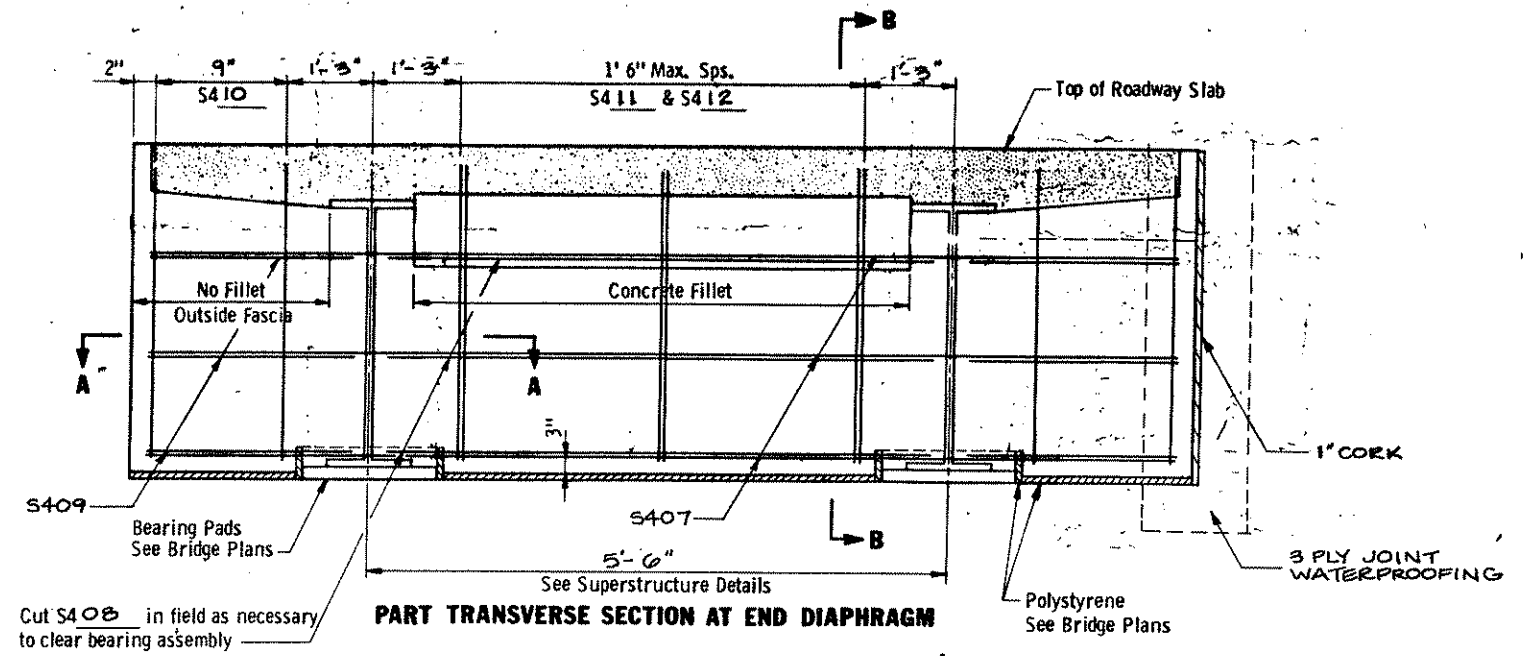 B
2" 9" 1'-3" 1'-3" 1' 6" Max. Sps. 1'-3"
S410 S411 & S412
Top of Roadway Slab
No Fillet
Outside Fascia
Concrete Fillet
A
A
3"
1" CORK
S409
Bearing Pads
See Bridge Plans
S407
B
5'-6"
See Superstructure Details
3 PLY JOINT
WATERPROOFING
Polystyrene
See Bridge Plans
Cut S408 in field as necessary
to clear bearing assembly
PART TRANSVERSE SECTION AT END DIAPHRAGM